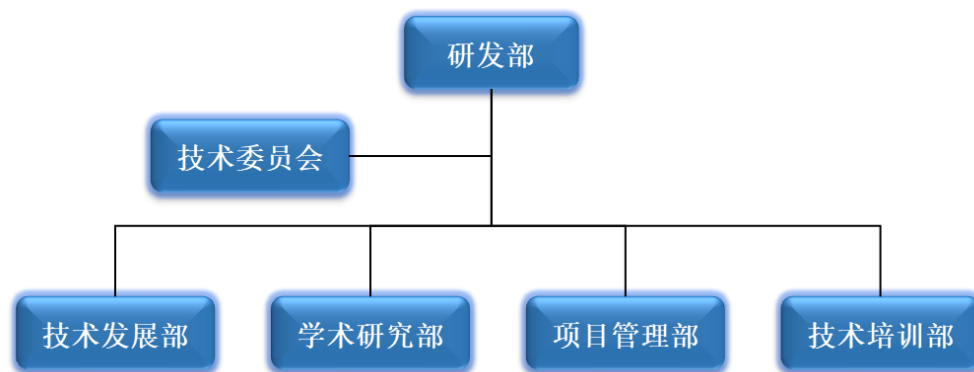 研发部
技术委员会
技术发展部
学术研究部
项目管理部
技术培训部